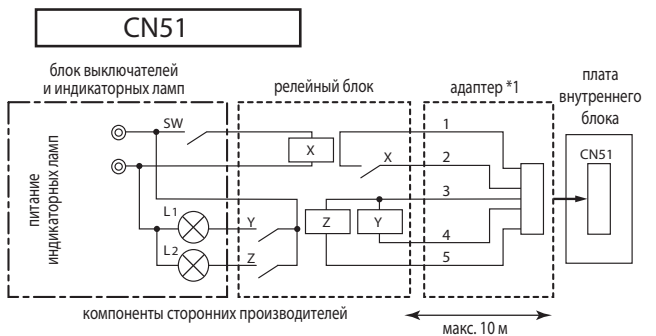 CN51
блок выключателей
и индикаторных ламп
релейный блок
адаптер *1
плата
внутреннего
блока
питание
индикаторных ламп
SW
X
X
1
2
3
4
5
CN51
L1
Y
Z
Y
L2
Z
компоненты сторонних производителей
макс. 10 м